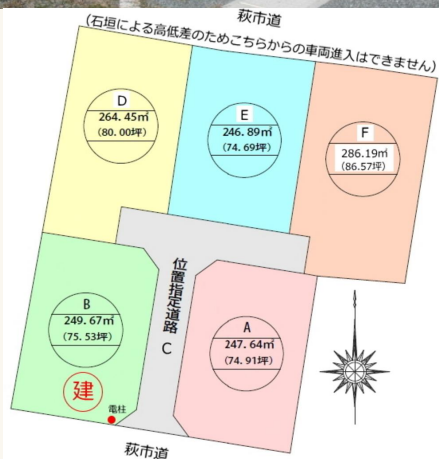 萩市道
(石垣による高低差のためこちらからの車両進入はできません)
D
264.45㎡
(80.00坪)
E
246.89㎡
(74.69坪)
F
286.19㎡
(86.57坪)
位置指定道路 C
B
249.67㎡
(75.53坪)
建
電柱
A
247.64㎡
(74.91坪)
萩市道